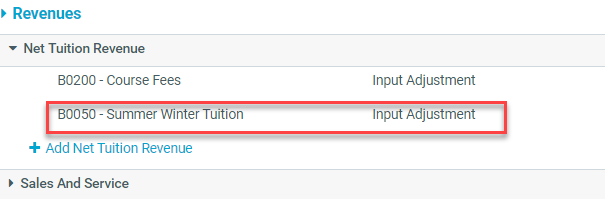 Revenues
Net Tuition Revenue
B0200 - Course Fees Input Adjustment
B0050 - Summer Winter Tuition Input Adjustment
+ Add Net Tuition Revenue
Sales And Service